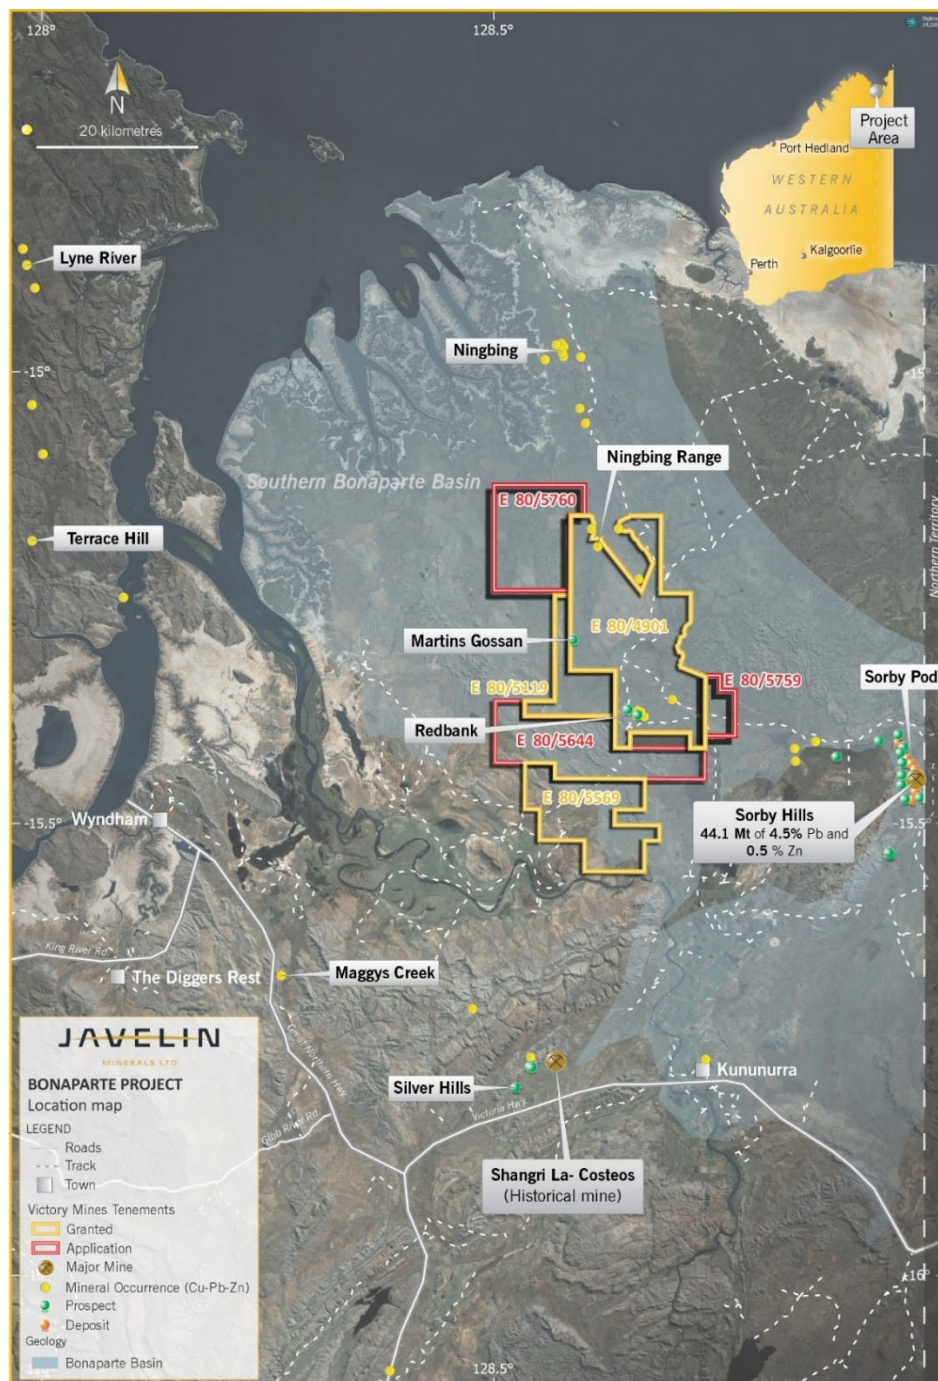 128°
128.5°
N
20 kilometres
Project
Area
Port Hedland
WESTERN
AUSTRALIA
Kalgoorlie
Perth
Lyne River
Ningbing
-15°
-15°
Ningbing Range
Southern Bonaparte Basin
E 80/5760
Terrace Hill
Northern Territory
E 80/4901
Martins Gossan
E 80/5119
E 80/5759
Sorby Pod
Redbank
E 80/5644
E 80/5569
Sorby Hills
44.1 Mt of 4.5% Pb and
0.5 % Zn
Wyndham
-15.5°
-15.5°
King River Rd
The Diggers Rest
Maggys Creek
Great Northern Hwy
Gibb River Rd
Silver Hills
Victoria Hwy
Kununurra
Shangri La- Costeos
(Historical mine)
JAVELIN
MINERALS LTD
BONAPARTE PROJECT
Location map
LEGEND
Roads
Track
Town
Victory Mines Tenements
Granted
Application
Major Mine
Mineral Occurrence (Cu-Pb-Zn)
Prospect
Deposit
Geology
Bonaparte Basin
-16°
128.5°